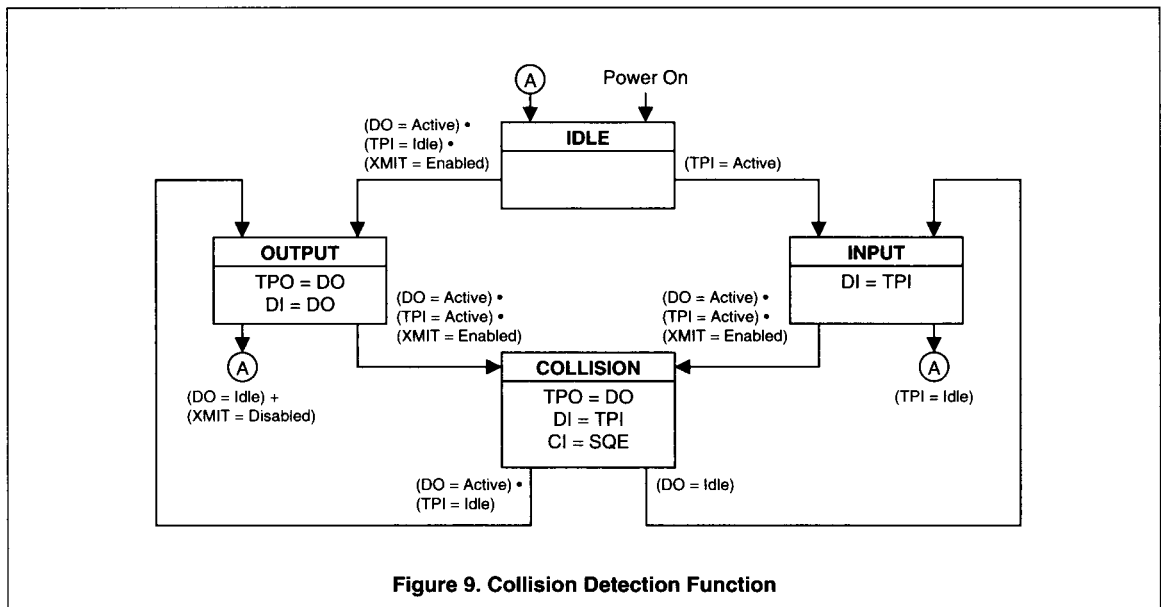 A
Power On
(DO = Active) •
(TPI = Idle) •
(XMIT = Enabled)
IDLE
(TPI = Active)
OUTPUT
TPO = DO
DI = DO
INPUT
DI = TPI
(DO = Active) •
(TPI = Active) •
(XMIT = Enabled)
(DO = Active) •
(TPI = Active) •
(XMIT = Enabled)
A
(DO = Idle) +
(XMIT = Disabled)
COLLISION
TPO = DO
DI = TPI
CI = SQE
A
(TPI = Idle)
(DO = Active) •
(TPI = Idle)
(DO = Idle)
Figure 9. Collision Detection Function